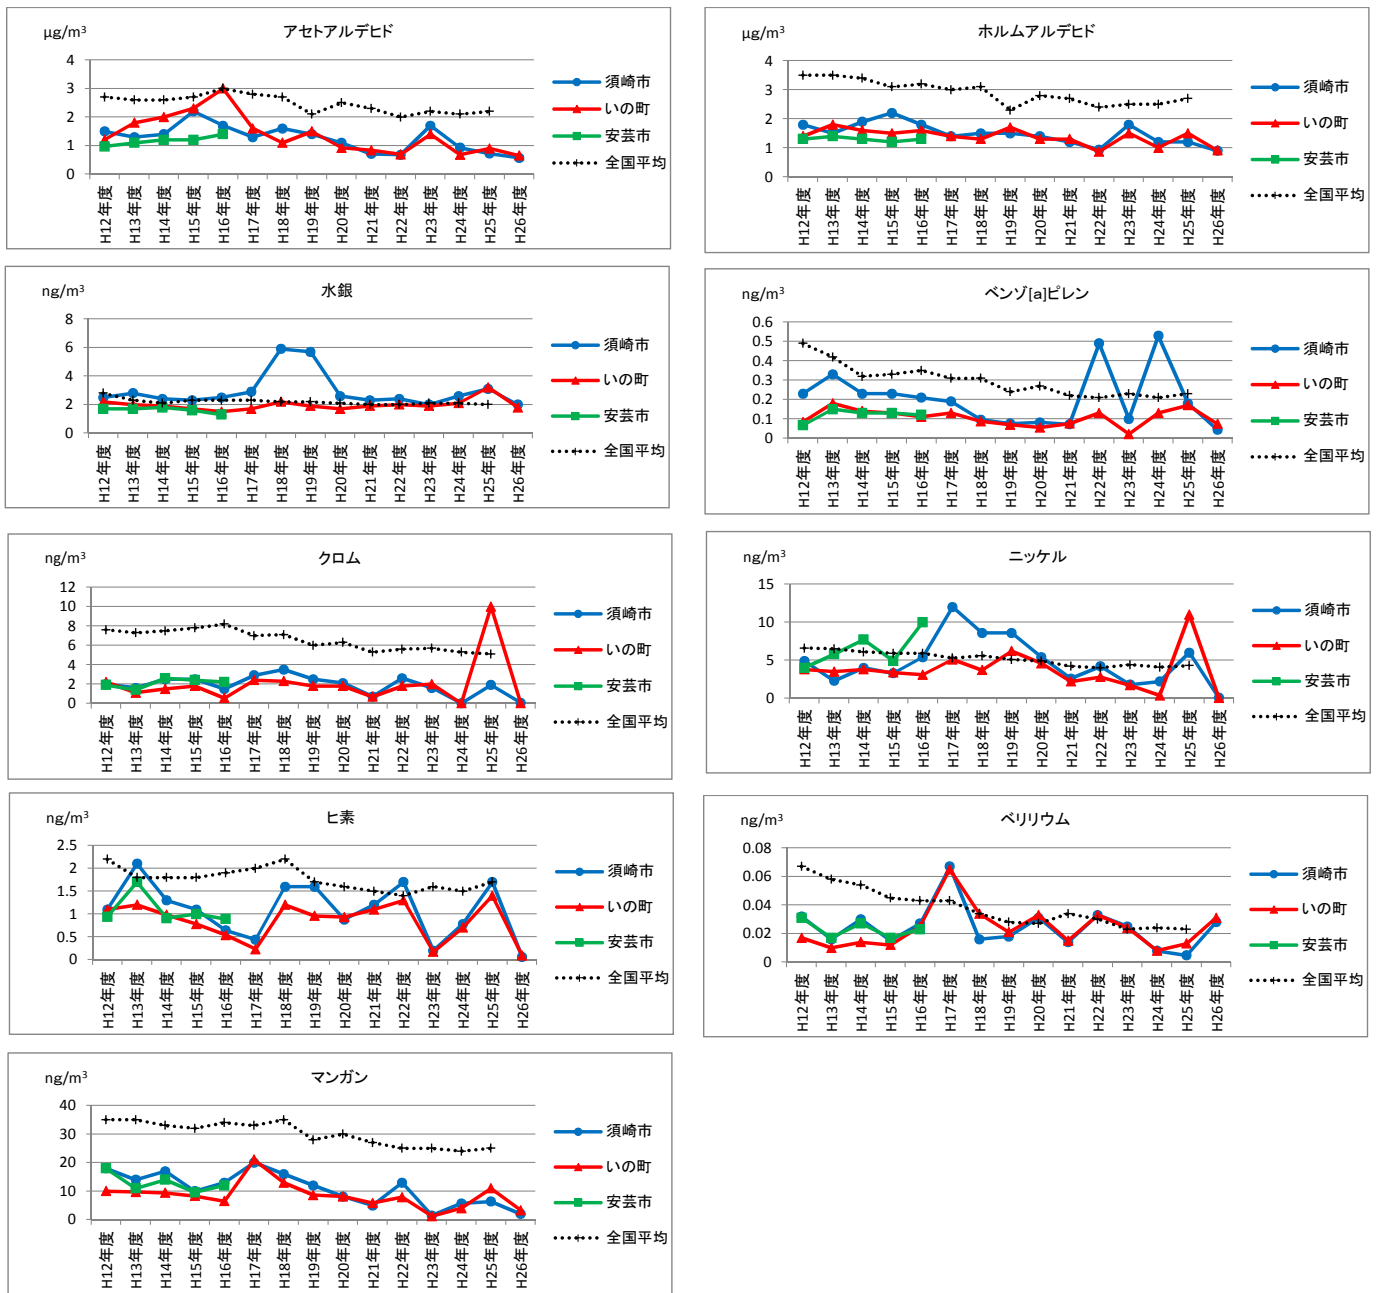 μg/m³
アセトアルデヒド
4
3
2
1
0
H12年度
H13年度
H14年度
H15年度
H16年度
H17年度
H18年度
H19年度
H20年度
H21年度
H22年度
H23年度
H24年度
H25年度
H26年度
須崎市
いの町
安芸市
全国平均
μg/m³
ホルムアルデヒド
4
3
2
1
0
H12年度
H13年度
H14年度
H15年度
H16年度
H17年度
H18年度
H19年度
H20年度
H21年度
H22年度
H23年度
H24年度
H25年度
H26年度
須崎市
いの町
安芸市
全国平均
ng/m³
水銀
8
6
4
2
0
H12年度
H13年度
H14年度
H15年度
H16年度
H17年度
H18年度
H19年度
H20年度
H21年度
H22年度
H23年度
H24年度
H25年度
H26年度
須崎市
いの町
安芸市
全国平均
ng/m³
ベンゾ[a]ピレン
0.6
0.5
0.4
0.3
0.2
0.1
0
H12年度
H13年度
H14年度
H15年度
H16年度
H17年度
H18年度
H19年度
H20年度
H21年度
H22年度
H23年度
H24年度
H25年度
H26年度
須崎市
いの町
安芸市
全国平均
ng/m³
クロム
12
10
8
6
4
2
0
H12年度
H13年度
H14年度
H15年度
H16年度
H17年度
H18年度
H19年度
H20年度
H21年度
H22年度
H23年度
H24年度
H25年度
H26年度
須崎市
いの町
安芸市
全国平均
ng/m³
ニッケル
15
10
5
0
H12年度
H13年度
H14年度
H15年度
H16年度
H17年度
H18年度
H19年度
H20年度
H21年度
H22年度
H23年度
H24年度
H25年度
H26年度
須崎市
いの町
安芸市
全国平均
ng/m³
ヒ素
2.5
2
1.5
1
0.5
0
H12年度
H13年度
H14年度
H15年度
H16年度
H17年度
H18年度
H19年度
H20年度
H21年度
H22年度
H23年度
H24年度
H25年度
H26年度
須崎市
いの町
安芸市
全国平均
ng/m³
ベリリウム
0.08
0.06
0.04
0.02
0
H12年度
H13年度
H14年度
H15年度
H16年度
H17年度
H18年度
H19年度
H20年度
H21年度
H22年度
H23年度
H24年度
H25年度
H26年度
須崎市
いの町
安芸市
全国平均
ng/m³
マンガン
40
30
20
10
0
H12年度
H13年度
H14年度
H15年度
H16年度
H17年度
H18年度
H19年度
H20年度
H21年度
H22年度
H23年度
H24年度
H25年度
H26年度
須崎市
いの町
安芸市
全国平均